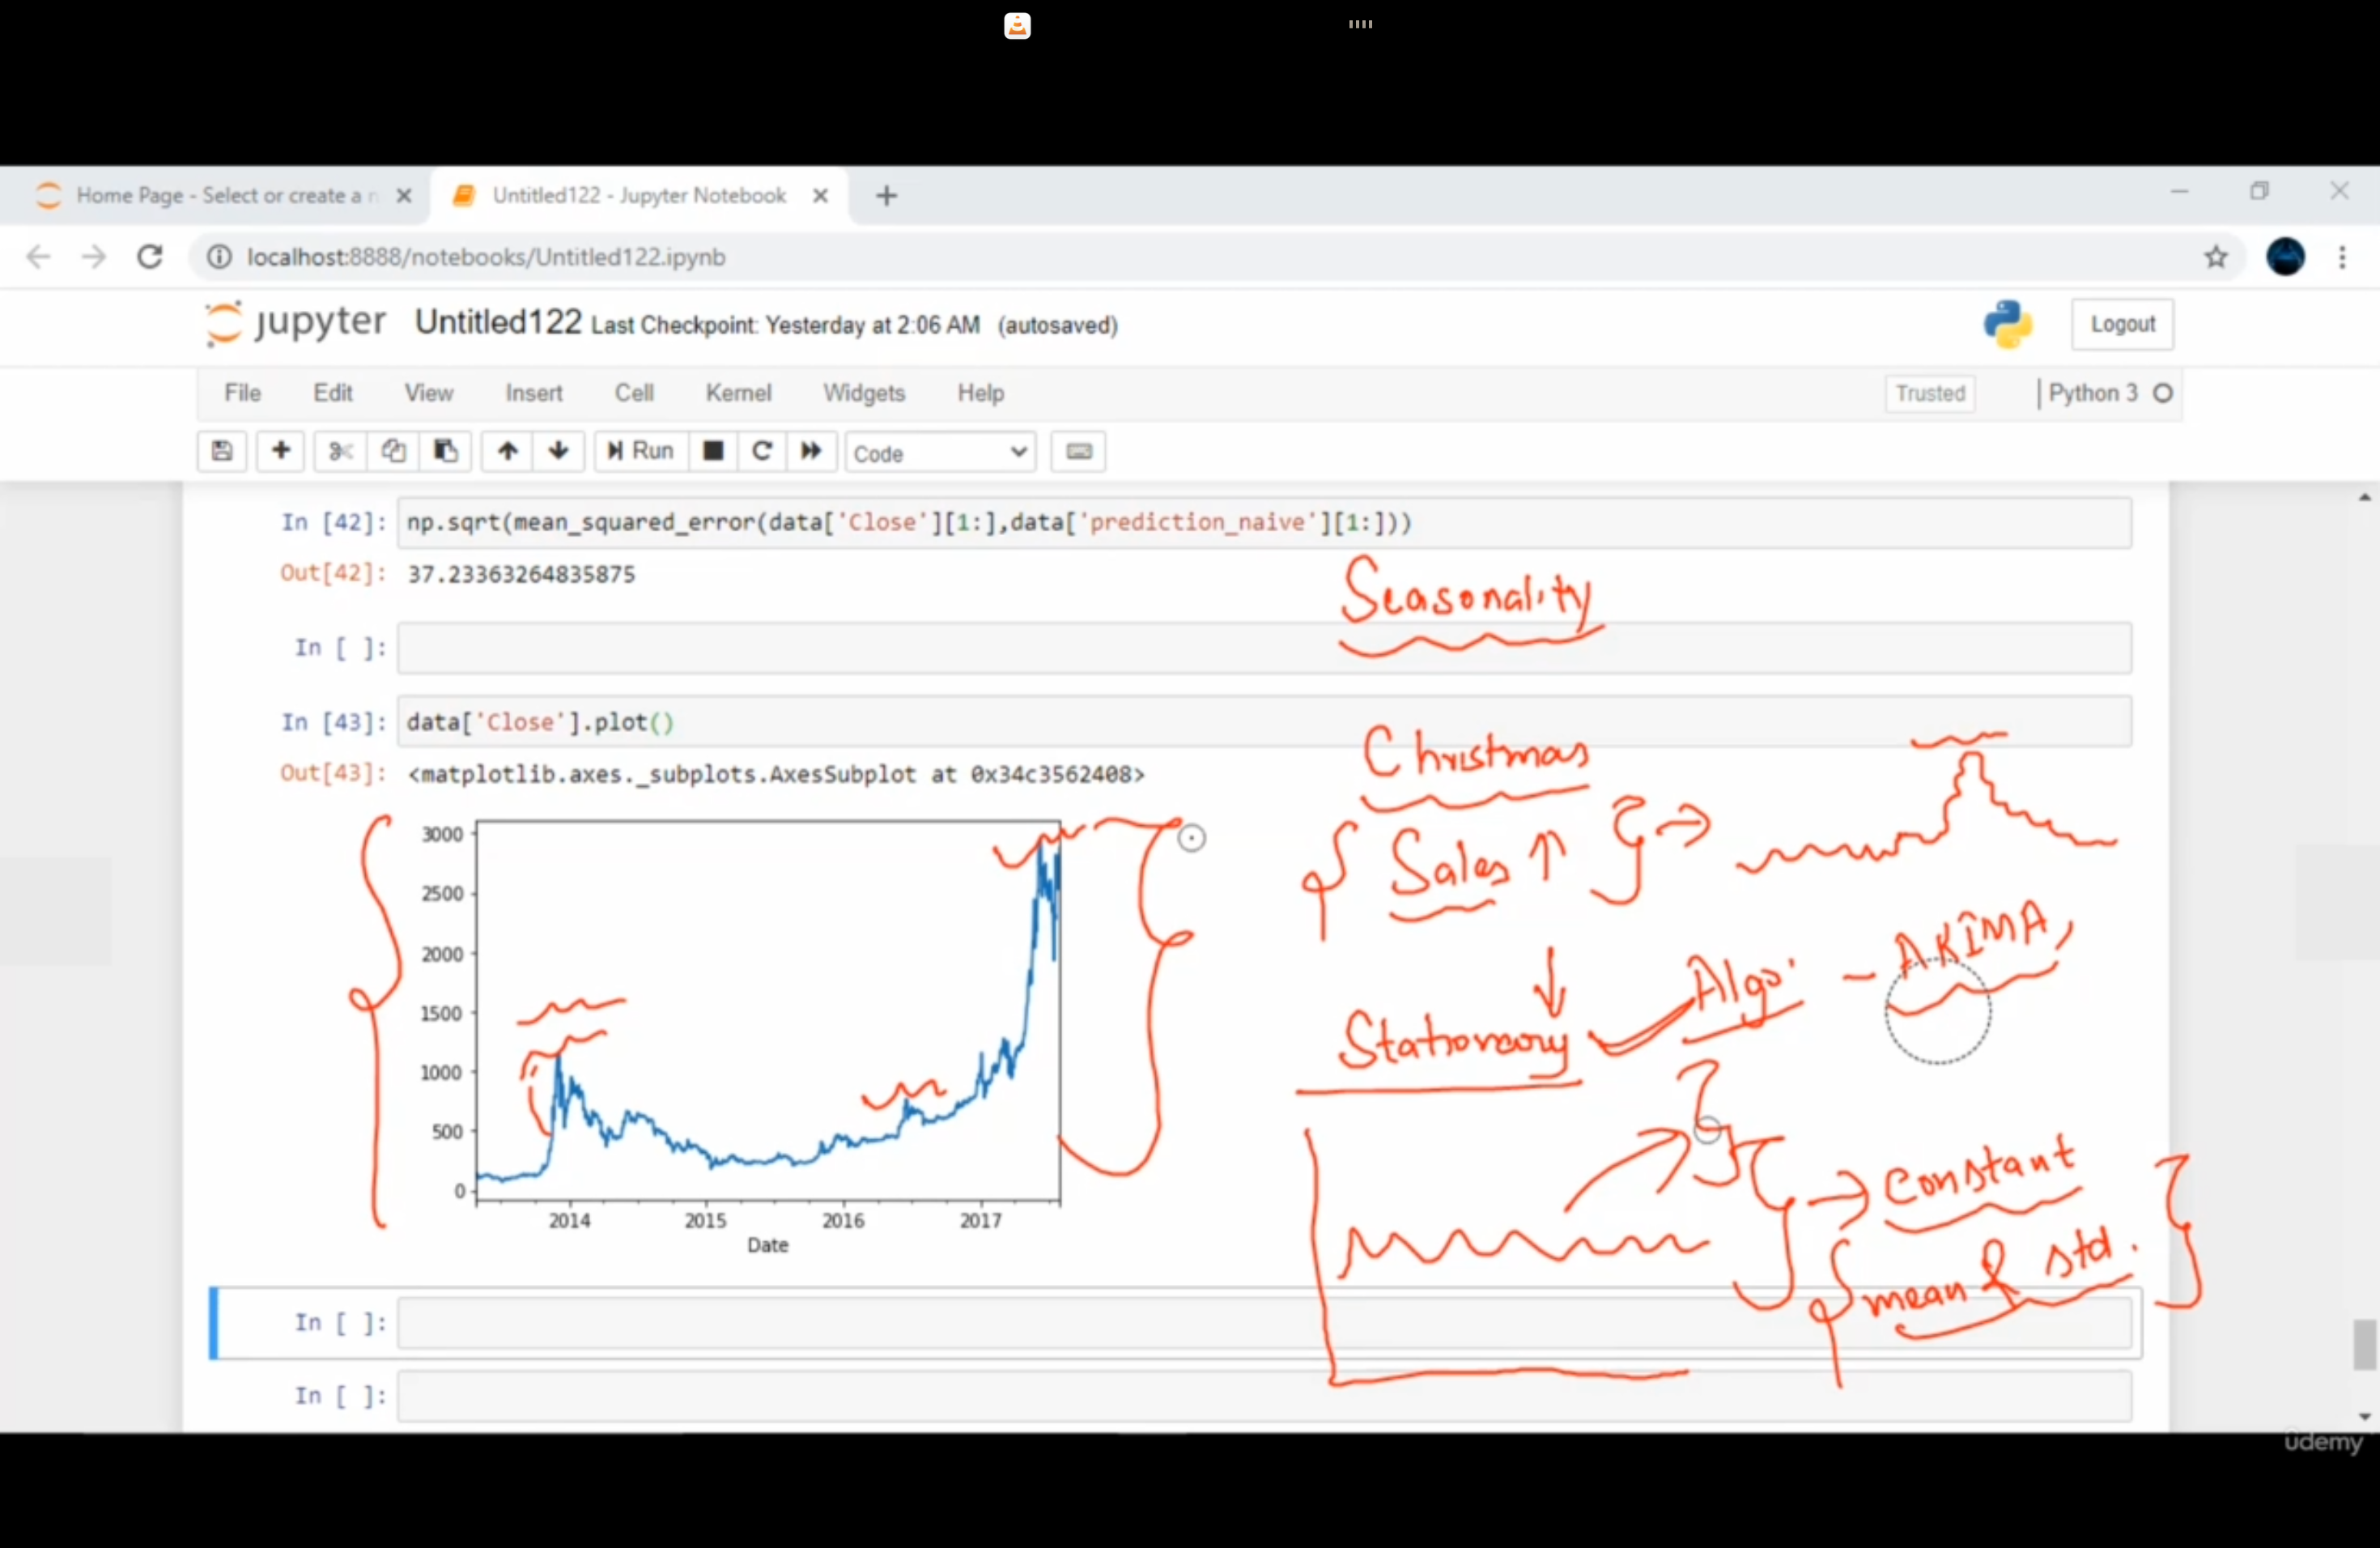 Home Page - Select or create a n
Untitled122 - Jupyter Notebook
localhost:8888/notebooks/Untitled122.ipynb
jupyter Untitled122 Last Checkpoint: Yesterday at 2:06 AM (autosaved)
Logout
File Edit View Insert Cell Kernel Widgets Help
Trusted
Python 3
Run
Code
In [42]: np.sqrt(mean_squared_error(data['Close'][1:],data['prediction_naive'][1:]))
Out[42]: 37.23363264835875
Seasonality
In [ ]:
In [43]: data['Close'].plot()
Out[43]: <matplotlib.axes._subplots.AxesSubplot at 0x34c3562408>
Christmas
Sales ↑
Stationary
Algo.
- ARIMA,
Constant
mean & std.
3000
2500
2000
1500
1000
500
0
2014 2015 2016 2017
Date
In [ ]:
In [ ]:
ûdemy